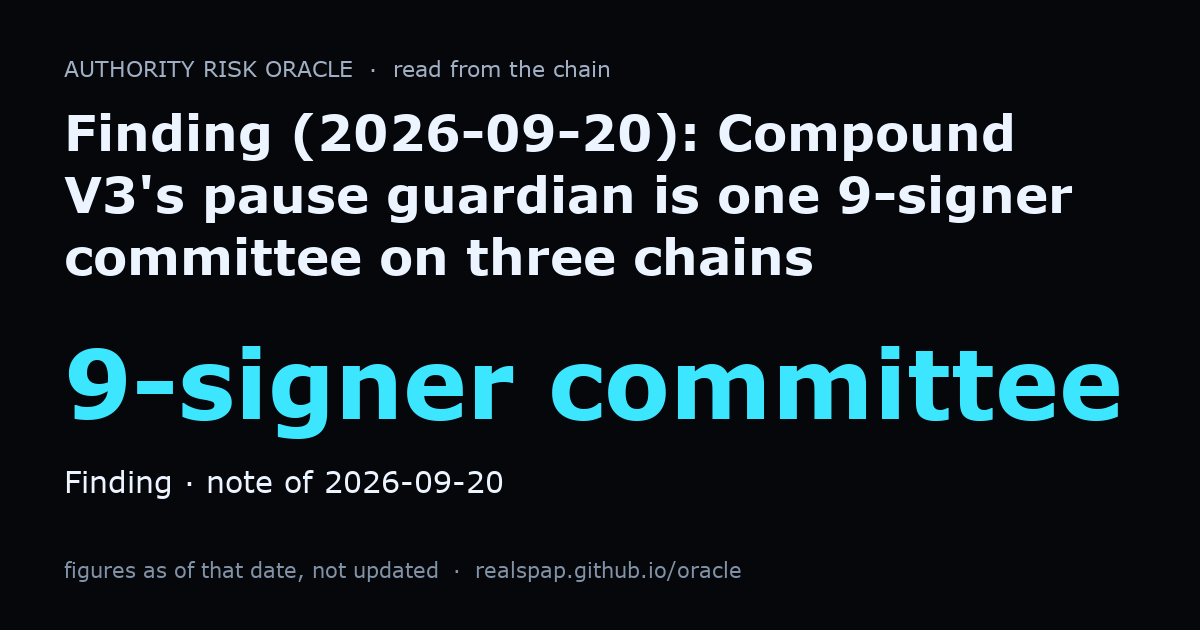 AUTHORITY RISK ORACLE · read from the chain
Finding (2026–09–20): Compound
V3's pause guardian is one 9–signer
committee on three chains
9–signer committee
Finding · note of 2026-09-20
figures as of that date, not updated · realspap.github.io/oracle